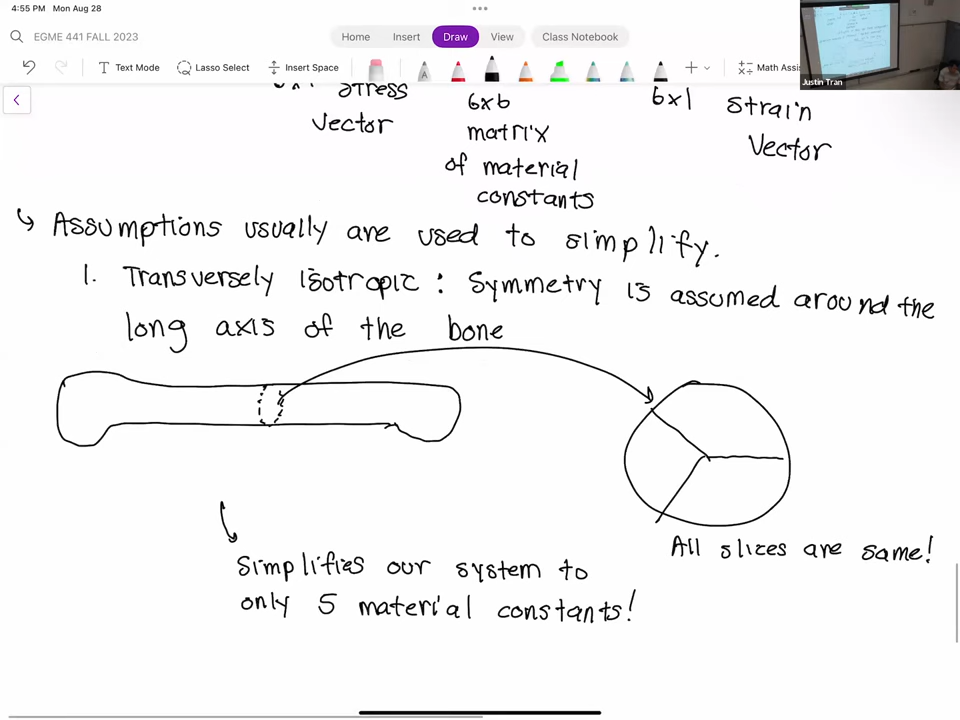 4:55 PM Mon Aug 28
EGME 441 FALL 2023
Home Insert Draw View Class Notebook
Text Mode Lasso Select Insert Space Math Assis
Justin Tran
stress
vector
6x6
matrix
of material
constants
6x1 strain
vector
Assumptions usually are used to simplify.
1. Transversely isotropic : Symmetry is assumed around the
long axis of the bone
All slices are same!
Simplifies our system to
only 5 material constants!